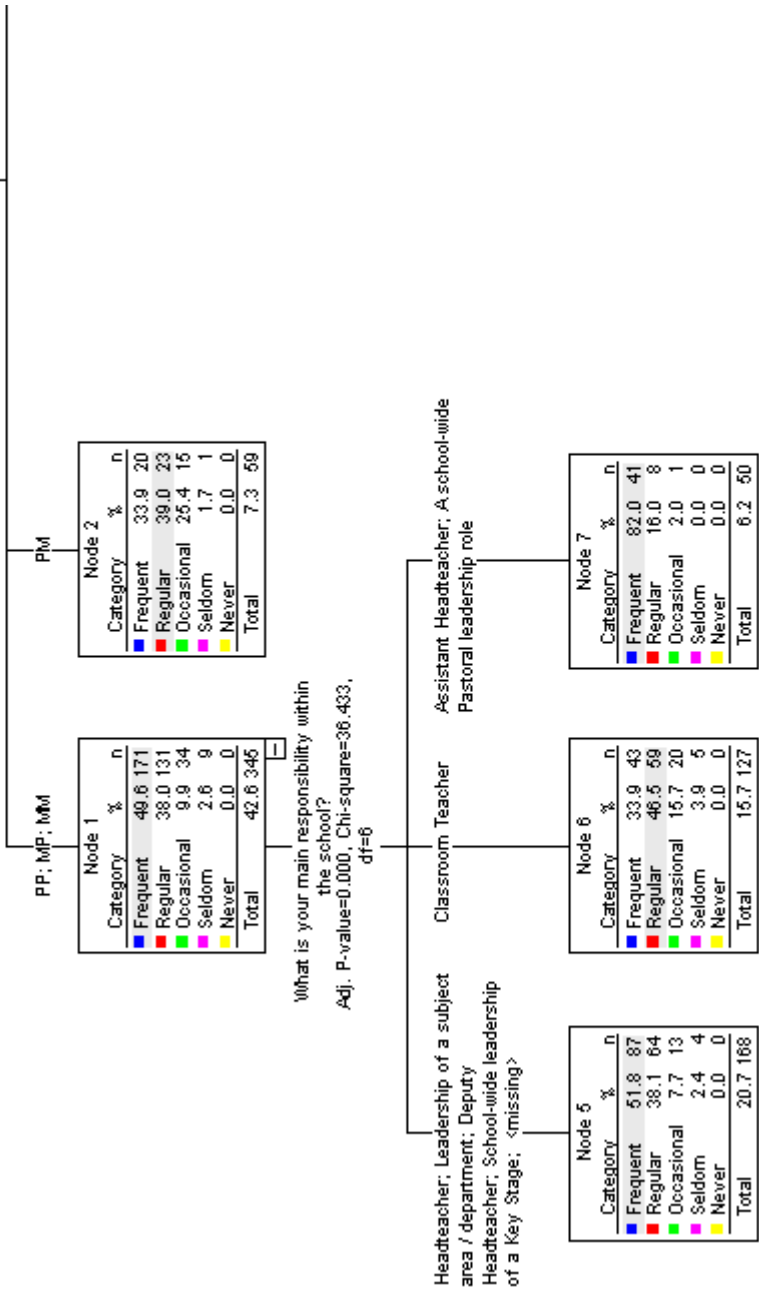 PP; MP; MM
PM
Node 1
Category % n
Frequent 49.6 171
Regular 38.0 131
Occasional 9.9 34
Seldom 2.6 9
Never 0.0 0
Total 42.6 345
Node 2
Category % n
Frequent 33.9 20
Regular 39.0 23
Occasional 25.4 15
Seldom 1.7 1
Never 0.0 0
Total 7.3 59
What is your main responsibility within
the school?
Adj. P-value=0.000, Chi-square=36.433,
df=6
Headteacher; Leadership of a subject
area / department; Deputy
Headteacher; School-wide leadership
of a Key Stage; <missing>
Classroom Teacher
Assistant Headteacher; A school-wide
Pastoral leadership role
Node 5
Category % n
Frequent 51.8 87
Regular 38.1 64
Occasional 7.7 13
Seldom 2.4 4
Never 0.0 0
Total 20.7 168
Node 6
Category % n
Frequent 33.9 43
Regular 46.5 59
Occasional 15.7 20
Seldom 3.9 5
Never 0.0 0
Total 15.7 127
Node 7
Category % n
Frequent 82.0 41
Regular 16.0 8
Occasional 2.0 1
Seldom 0.0 0
Never 0.0 0
Total 6.2 50